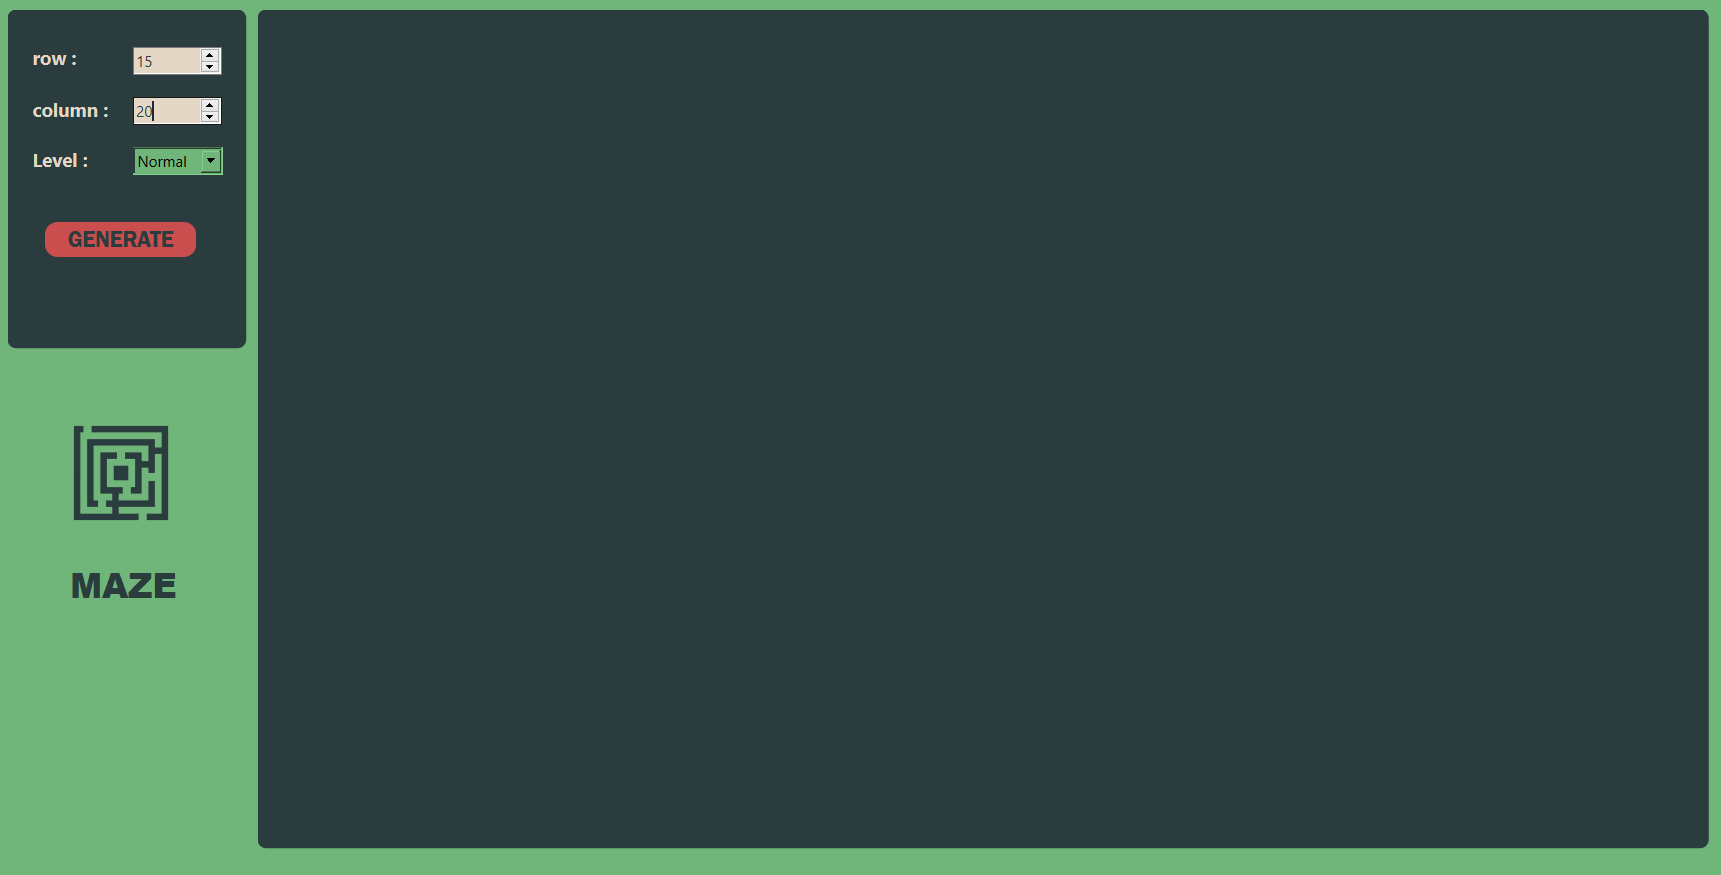 row : 15
column : 20
Level : Normal
GENERATE
MAZE